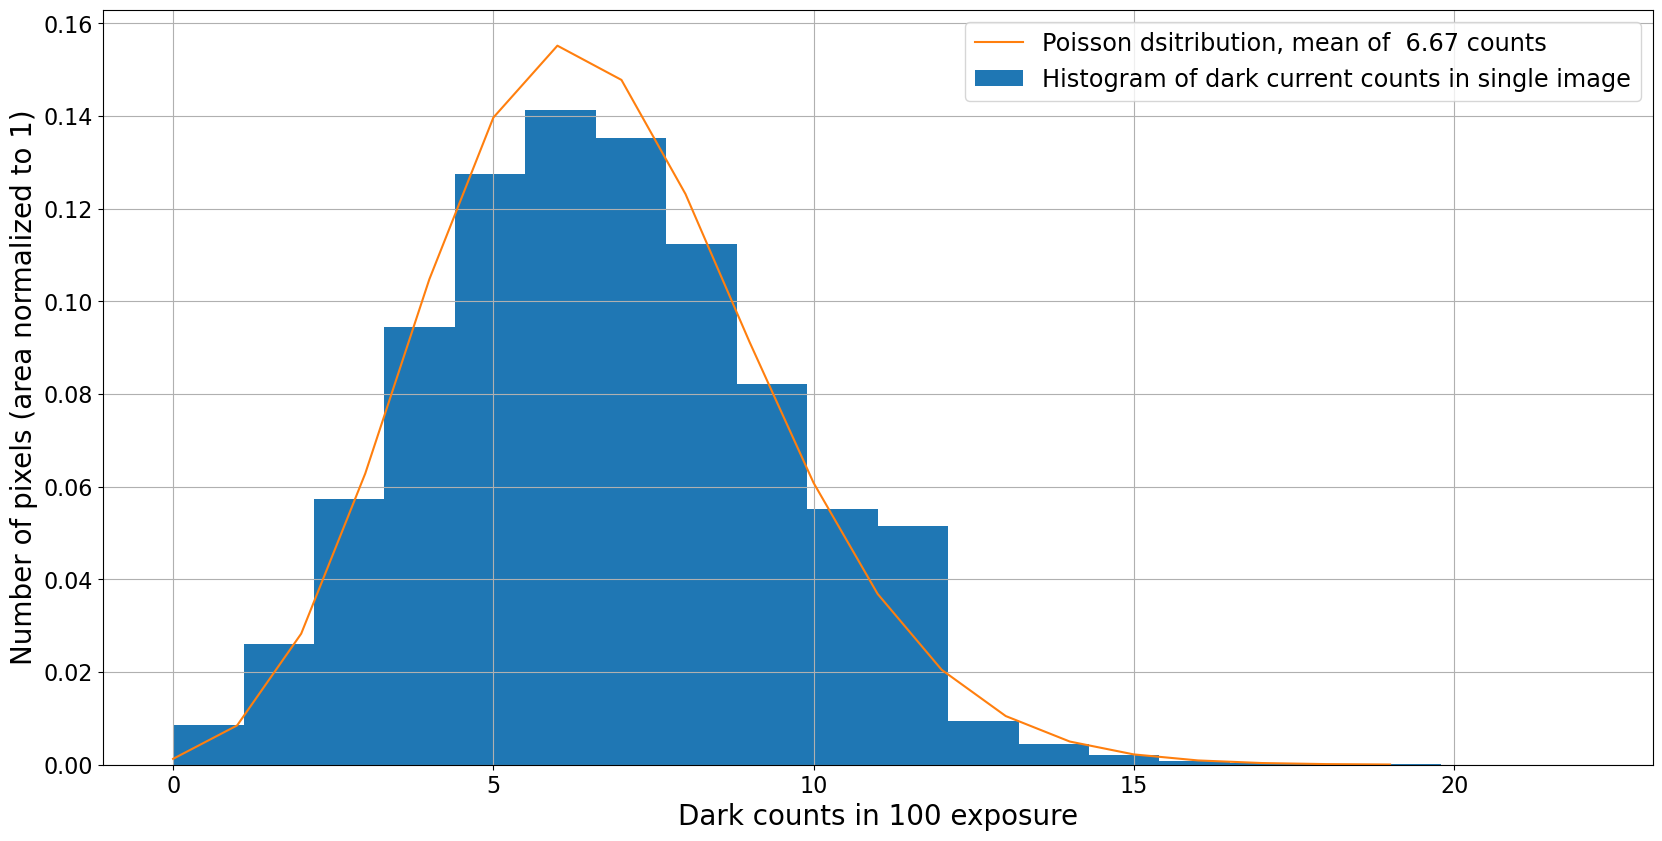 0.16
0.14
0.12
0.10
0.08
0.06
0.04
0.02
0.00
Number of pixels (area normalized to 1)
Poisson dsitribution, mean of  6.67 counts
Histogram of dark current counts in single image
0 5 10 15 20
Dark counts in 100 exposure